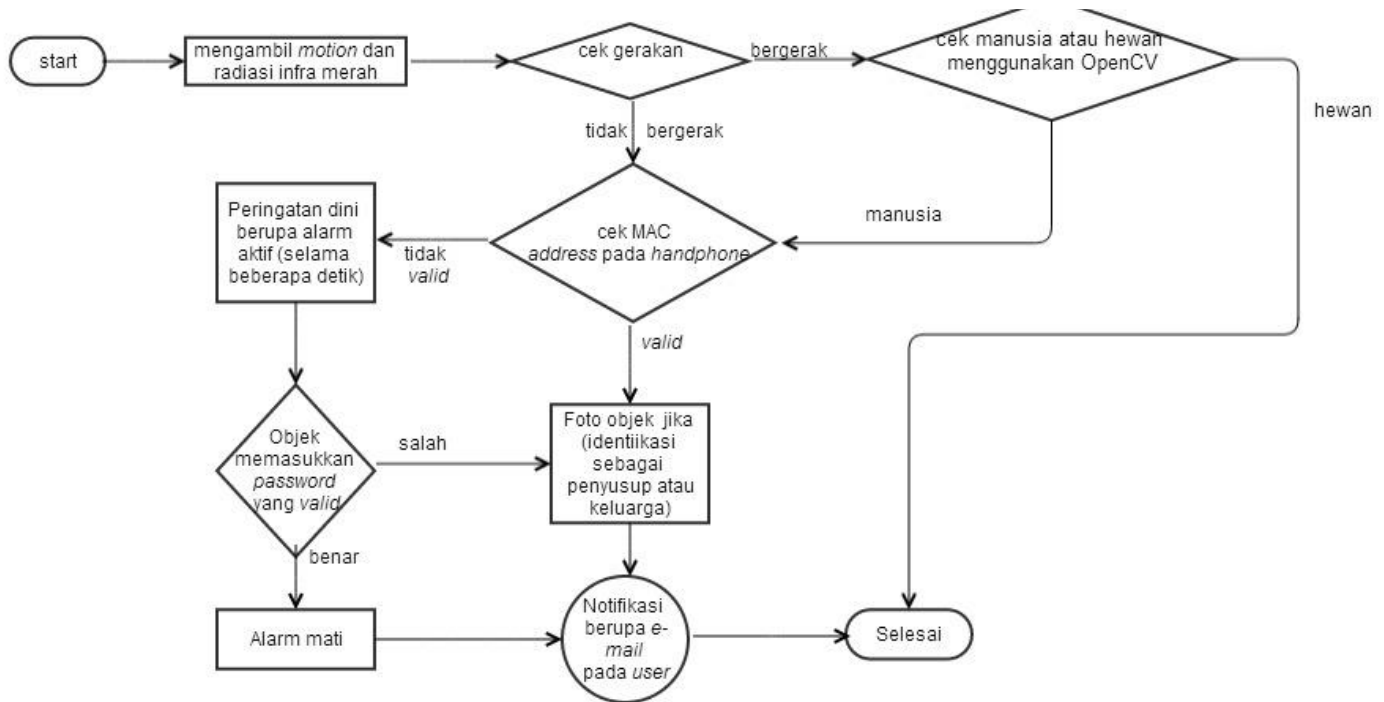 start
mengambil motion dan
radiasi infra merah
cek gerakan
bergerak
cek manusia atau hewan
menggunakan OpenCV
hewan
tidak bergerak
manusia
Peringatan dini
berupa alarm
aktif (selama
beberapa detik)
tidak
valid
cek MAC
address pada handphone
valid
Objek
memasukkan
password
yang valid
salah
Foto objek jika
(identiikasi
sebagai
penyusup atau
keluarga)
benar
Alarm mati
Notifikasi
berupa e-
mail
pada user
Selesai